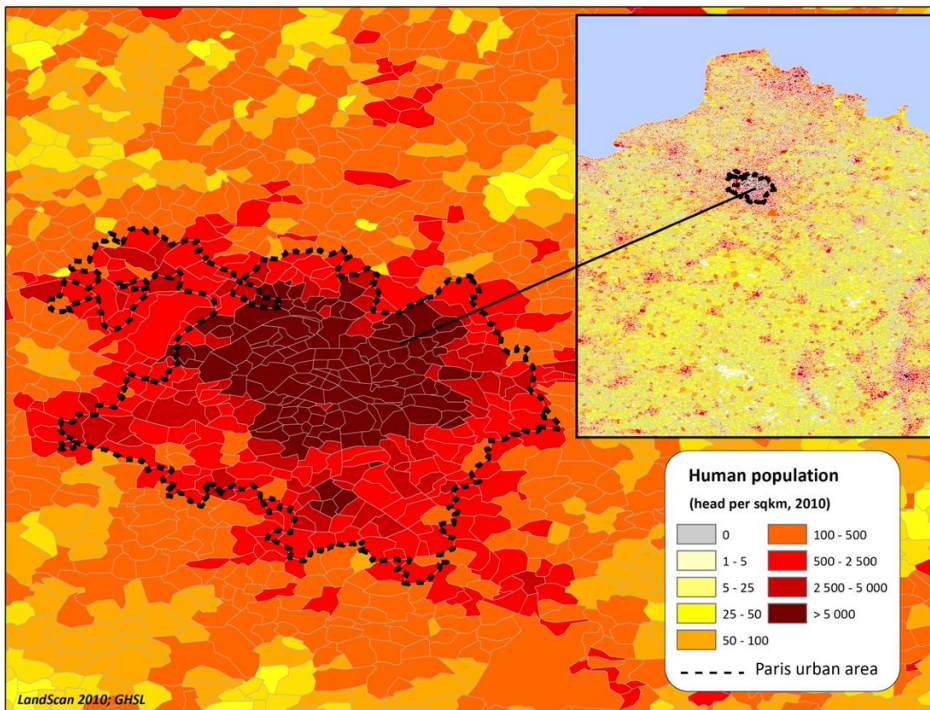 Human population
(head per sqkm, 2010)
0
1 - 5
5 - 25
25 - 50
50 - 100
100 - 500
500 - 2 500
2 500 - 5 000
> 5 000
Paris urban area
LandScan 2010; GHSL